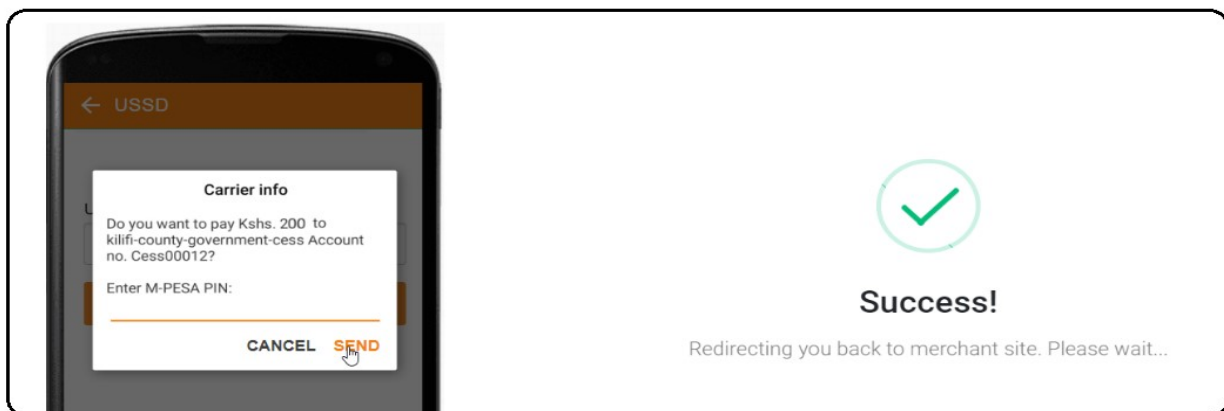 ← USSD
Carrier info
U
Do you want to pay Kshs. 200 to
kilifi-county-government-cess Account
no. Cess00012?
Enter M-PESA PIN:
CANCEL SEND
Success!
Redirecting you back to merchant site. Please wait...